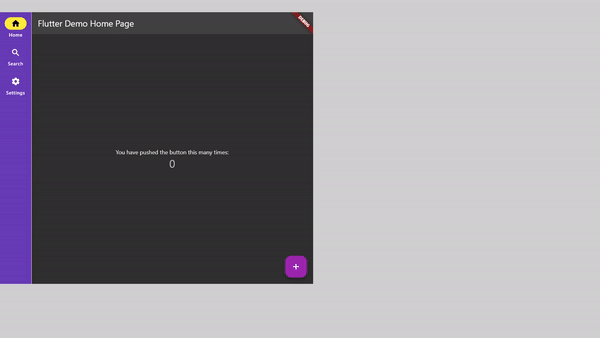 Flutter Demo Home Page
DEBUG
Home
Search
Settings
You have pushed the button this many times:
0